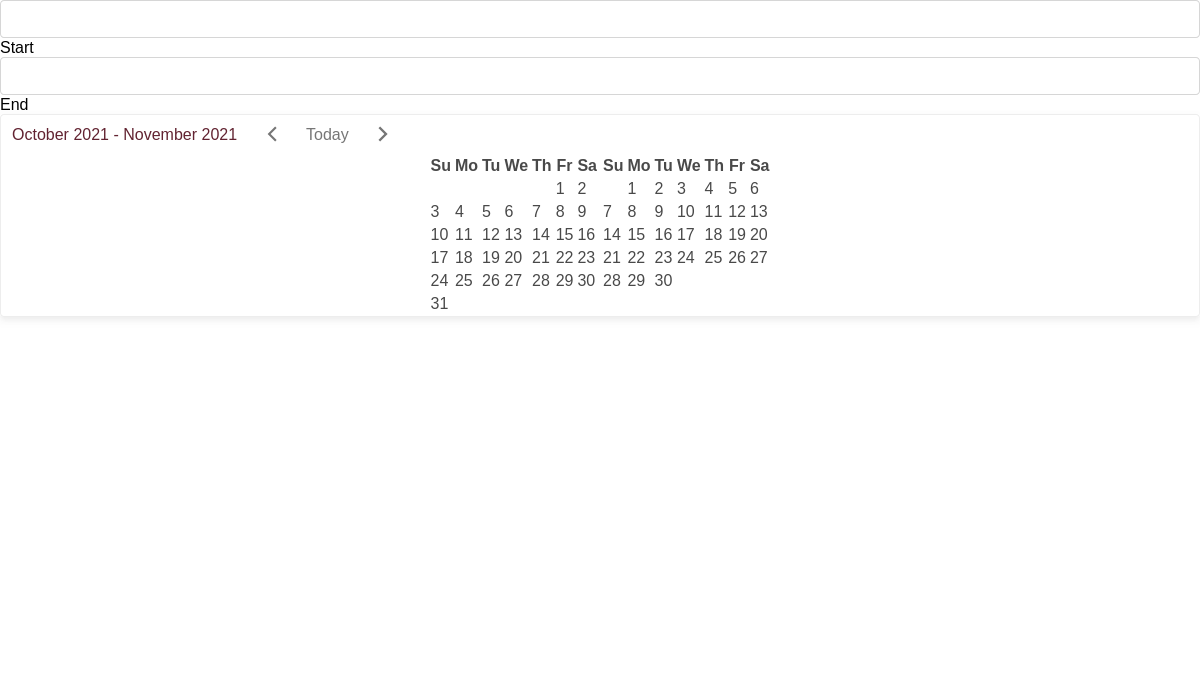 Start
End
October 2021 - November 2021 Today
Su Mo Tu We Th Fr Sa Su Mo Tu We Th Fr Sa
1 2 1 2 3 4 5 6
3 4 5 6 7 8 9 7 8 9 10 11 12 13
10 11 12 13 14 15 16 14 15 16 17 18 19 20
17 18 19 20 21 22 23 21 22 23 24 25 26 27
24 25 26 27 28 29 30 28 29 30
31